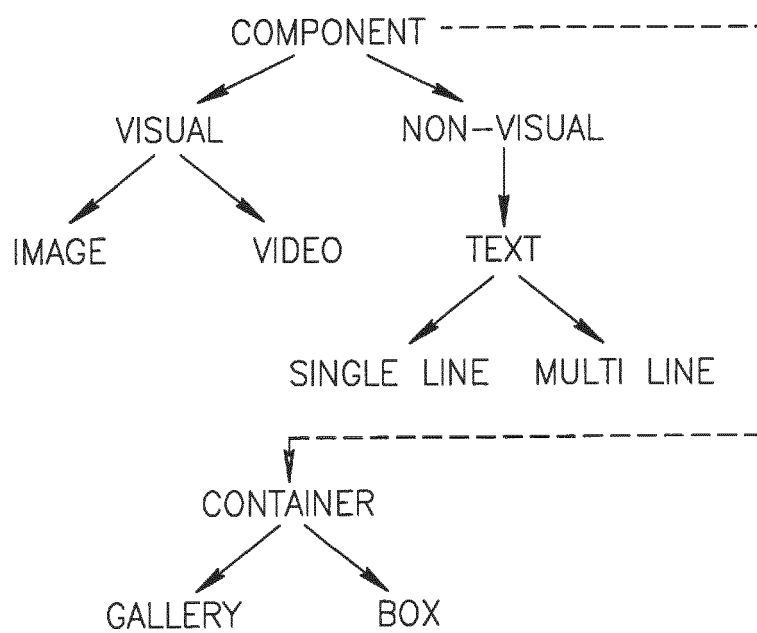 COMPONENT
VISUAL NON-VISUAL
IMAGE VIDEO TEXT
SINGLE LINE MULTI LINE
CONTAINER
GALLERY BOX